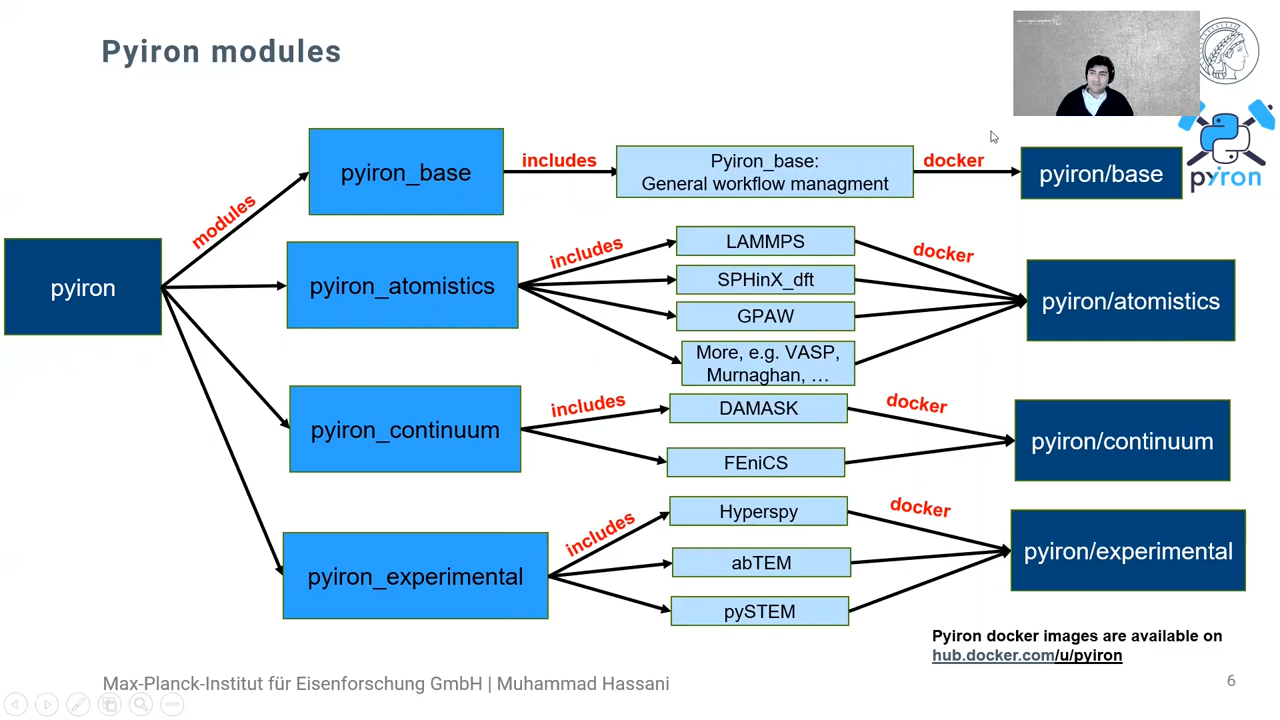 Pyiron modules
pyiron
modules
pyiron_base
includes
Pyiron_base:
General workflow managment
docker
pyiron/base
pyiron
pyiron_atomistics
includes
LAMMPS
SPHinX_dft
GPAW
More, e.g. VASP,
Murnaghan, …
docker
pyiron/atomistics
pyiron_continuum
includes
DAMASK
FEniCS
docker
pyiron/continuum
pyiron_experimental
includes
Hyperspy
abTEM
pySTEM
docker
pyiron/experimental
Pyiron docker images are available on
hub.docker.com/u/pyiron
Max-Planck-Institut für Eisenforschung GmbH | Muhammad Hassani
6